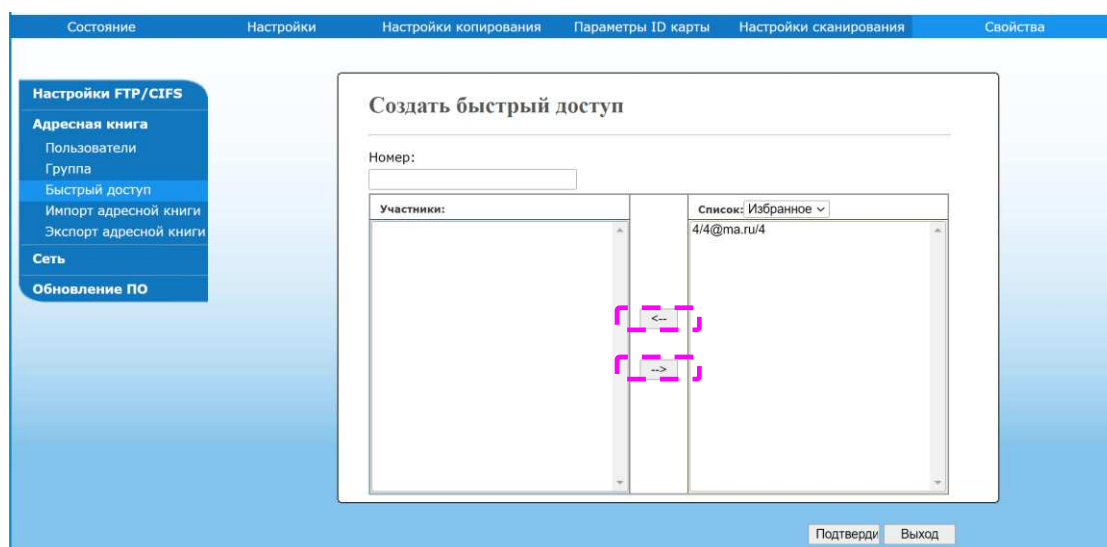 Состояние Настройки Настройки копирования Параметры ID карты Настройки сканирования Свойства
Настройки FTP/CIFS
Адресная книга
Пользователи
Группа
Быстрый доступ
Импорт адресной книги
Экспорт адресной книги
Сеть
Обновление ПО
Создать быстрый доступ
Номер:
Участники:
Список: Избранное
4/4@ma.ru/4
<--
-->
Подтверди Выход